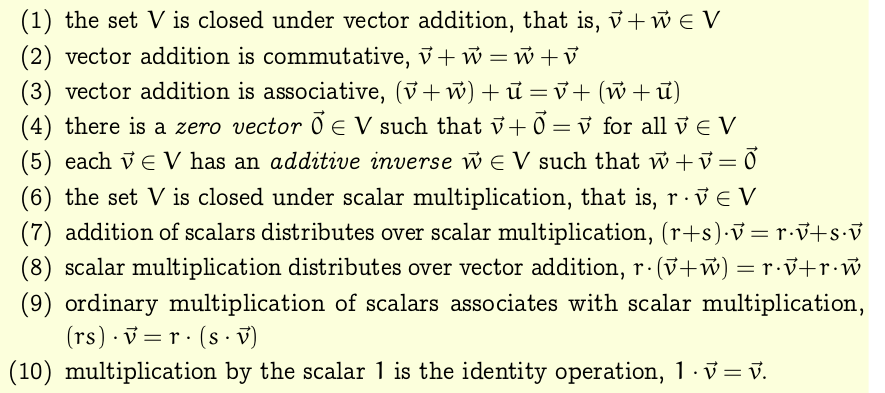 (1) the set V is closed under vector addition, that is, v⃗ + w⃗ ∈ V
(2) vector addition is commutative, v⃗ + w⃗ = w⃗ + v⃗
(3) vector addition is associative, (v⃗ + w⃗) + u⃗ = v⃗ + (w⃗ + u⃗)
(4) there is a zero vector 0⃗ ∈ V such that v⃗ + 0⃗ = v⃗ for all v⃗ ∈ V
(5) each v⃗ ∈ V has an additive inverse w⃗ ∈ V such that w⃗ + v⃗ = 0⃗
(6) the set V is closed under scalar multiplication, that is, r · v⃗ ∈ V
(7) addition of scalars distributes over scalar multiplication, (r+s)·v⃗ = r·v⃗+s·v⃗
(8) scalar multiplication distributes over vector addition, r·(v⃗+w⃗) = r·v⃗+r·w⃗
(9) ordinary multiplication of scalars associates with scalar multiplication,
(rs) · v⃗ = r · (s · v⃗)
(10) multiplication by the scalar 1 is the identity operation, 1 · v⃗ = v⃗.